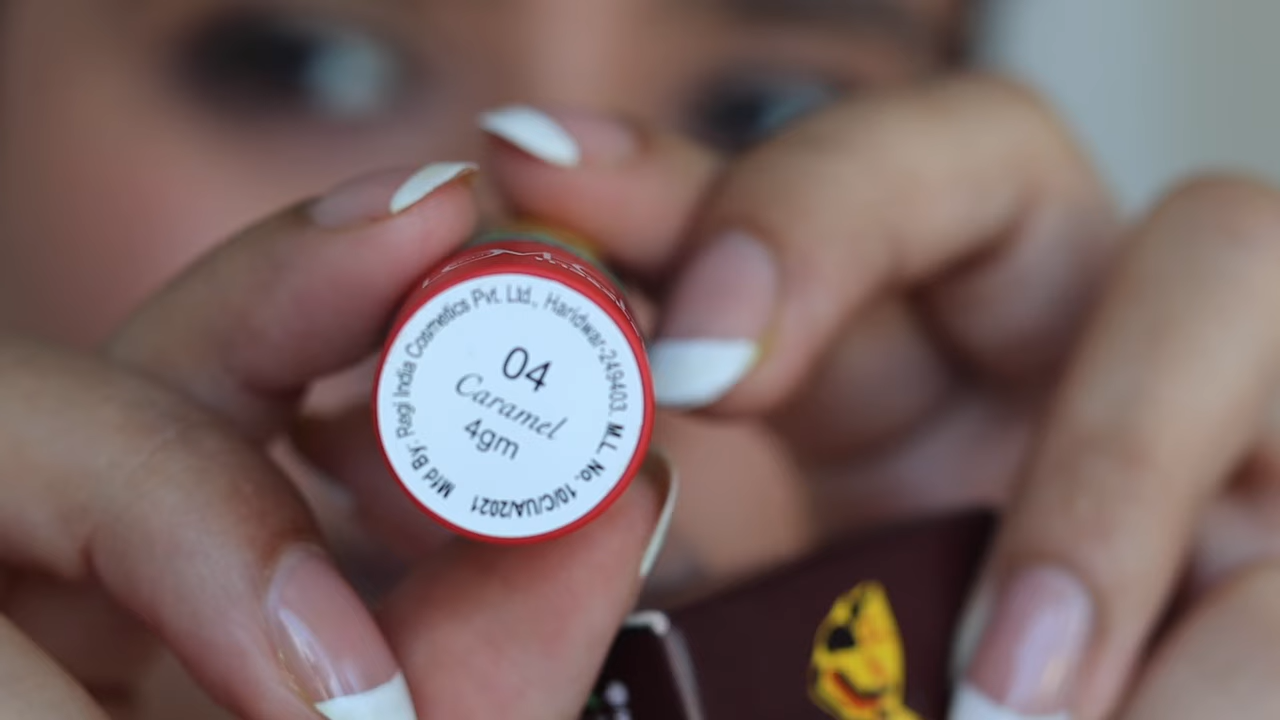 04
Caramel
4gm
Mfd By: Regi India Cosmetics Pvt. Ltd., Haridwar-249403. M.L. No. 10/C/UA/2021